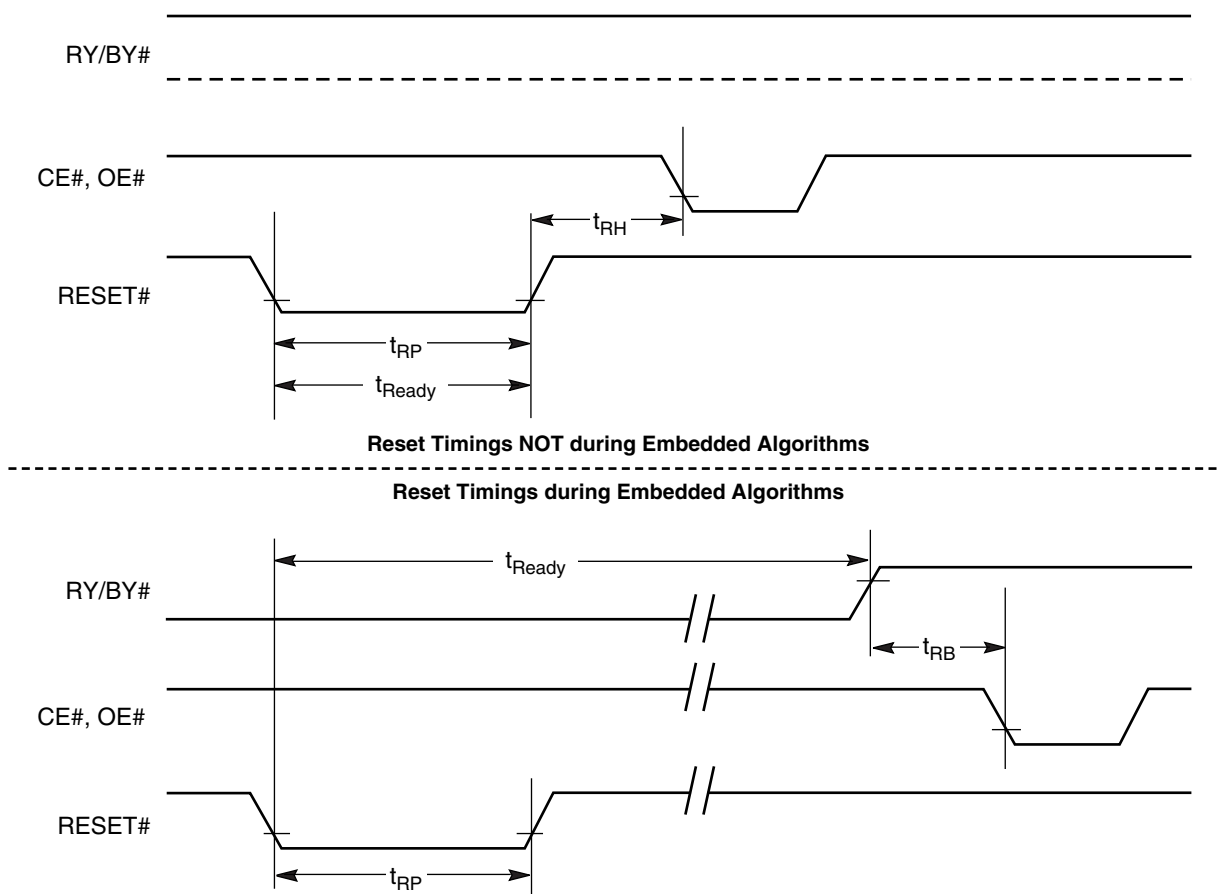 RY/BY#
CE#, OE#
tRH
RESET#
tRP
tReady
Reset Timings NOT during Embedded Algorithms
Reset Timings during Embedded Algorithms
tReady
RY/BY#
tRB
CE#, OE#
RESET#
tRP